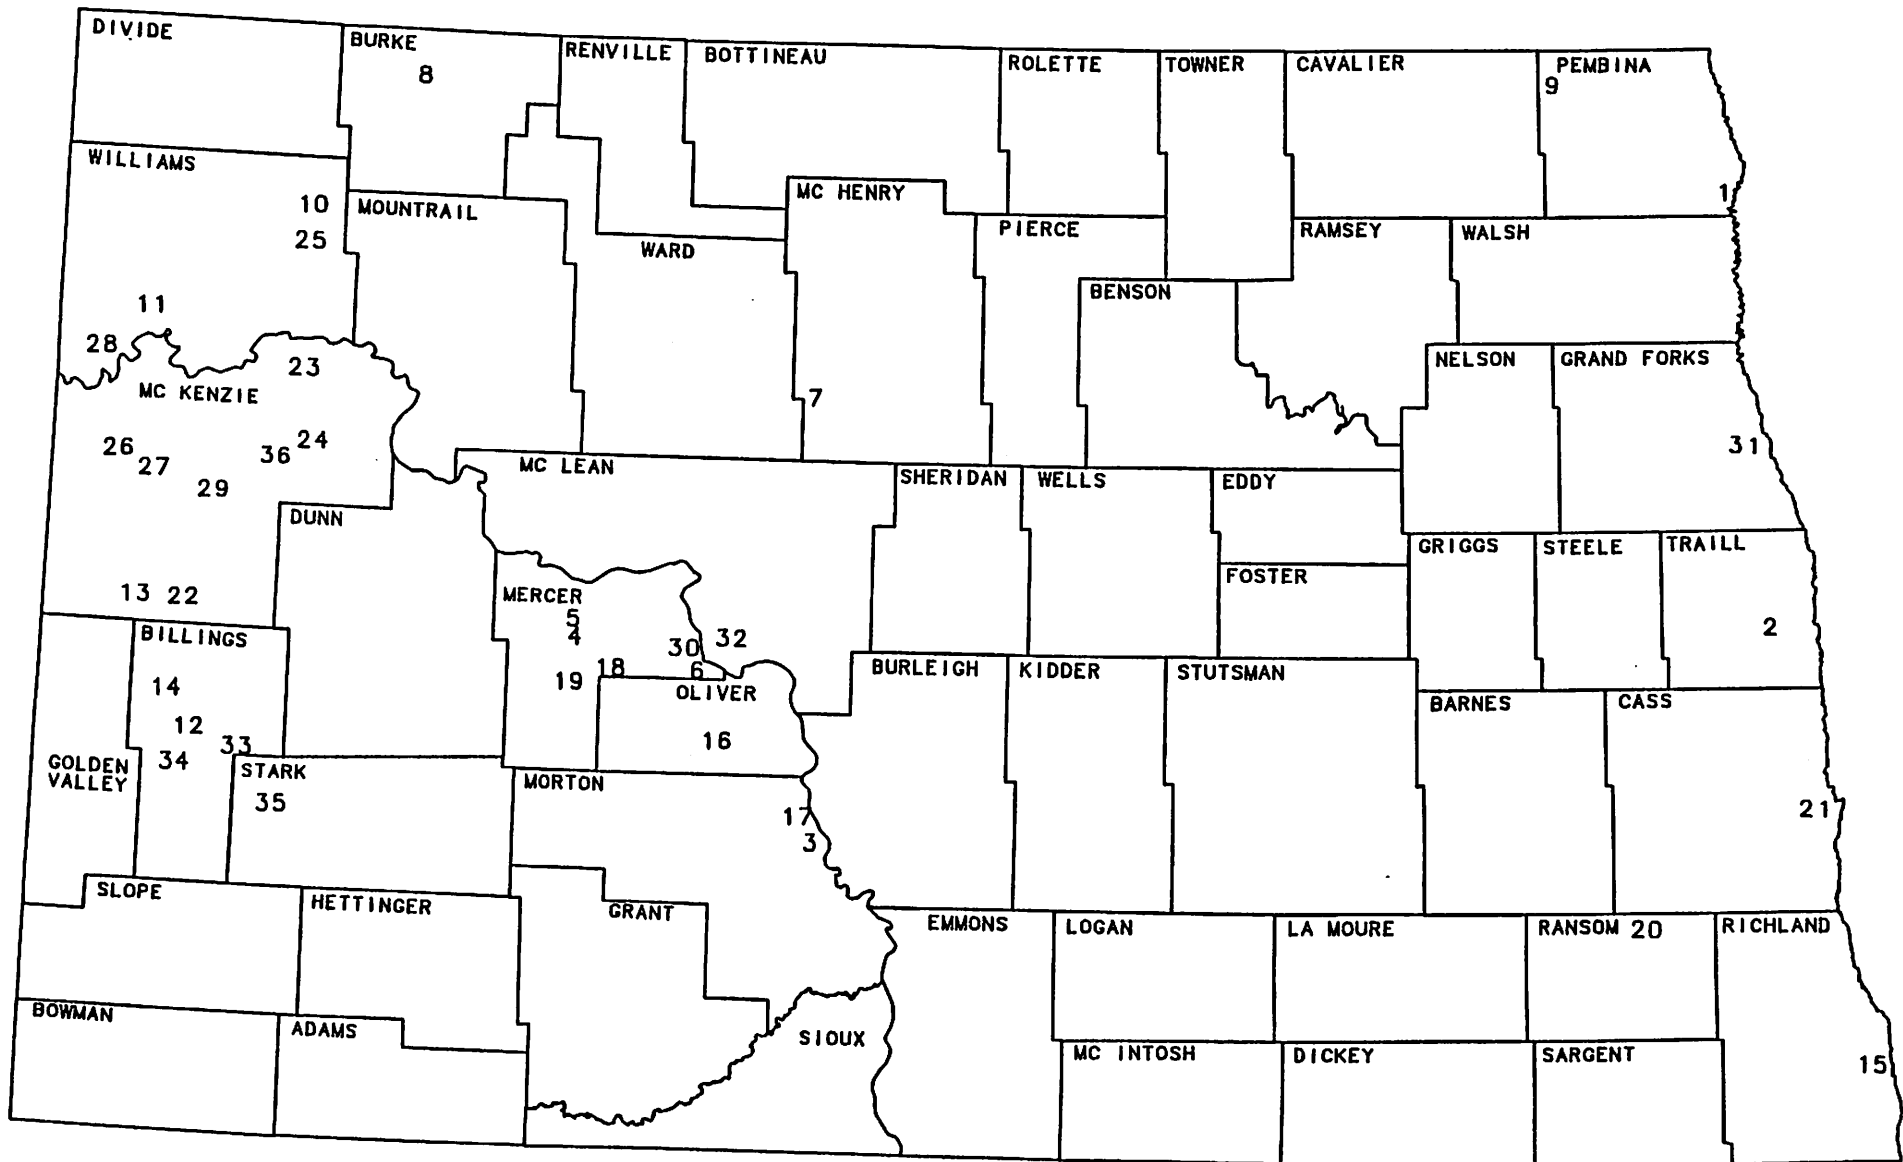 DIVIDE
BURKE
8
RENVILLE
BOTTINEAU
ROLETTE
TOWNER
CAVALIER
PEMBINA
9
1
WILLIAMS
10
25
11
28
MOUNTRAIL
WARD
MC HENRY
7
PIERCE
BENSON
RAMSEY
WALSH
NELSON
GRAND FORKS
31
23
MC KENZIE
26
27
29
36
24
13
22
DUNN
MC LEAN
32
SHERIDAN
WELLS
EDDY
FOSTER
GRIGGS
STEELE
TRAILL
2
MERCER
5
4
30
6
18
19
OLIVER
16
BILLINGS
14
12
33
34
GOLDEN
VALLEY
STARK
35
MORTON
17
3
BURLEIGH
KIDDER
STUTSMAN
BARNES
CASS
21
SLOPE
HETTINGER
GRANT
EMMONS
LOGAN
LA MOURE
RANSOM 20
RICHLAND
15
BOWMAN
ADAMS
SIOUX
MC INTOSH
DICKEY
SARGENT